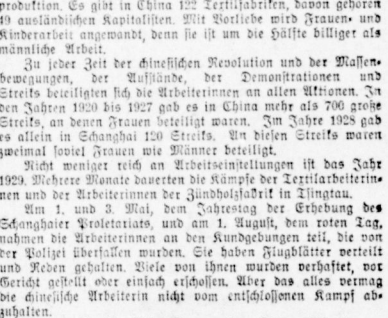 produktion. Es gibt in China 122 Textilfabriken, davon gehören
49 ausländischen Kapitalisten. Mit Vorliebe wird Frauen- und
Kinderarbeit angewandt, denn sie ist um die Hälfte billiger als
männliche Arbeit.
Zu jeder Zeit der chinesischen Revolution und der Massen-
bewegungen, der Aufstände, der Demonstrationen und
Streiks beteiligten sich die Arbeiterinnen an allen Aktionen. In
den Jahren 1920 bis 1927 gab es in China mehr als 700 große
Streiks, an denen Frauen beteiligt waren. Im Jahre 1928 gab
es allein in Schanghai 120 Streiks. An diesen Streiks waren
zweimal soviel Frauen wie Männer beteiligt.
Nicht weniger reich an Arbeitseinstellungen ist das Jahr
1929. Mehrere Monate dauerten die Kämpfe der Textilarbeiterin-
nen und der Arbeiterinnen der Zündholzfabrik in Tsingtau.
Am 1. und 3. Mai, dem Jahrestag der Erhebung des
Schanghaier Proletariats, und am 1. August, dem roten Tag,
nahmen die Arbeiterinnen an den Kundgebungen teil, die von
der Polizei überfallen wurden. Sie haben Flugblätter verteilt
und Reden gehalten. Viele von ihnen wurden verhaftet, vor
Gericht gestellt oder einfach erschossen. Aber das alles vermag
die chinesische Arbeiterin nicht vom entschlossenen Kampf ab-
zuhalten.